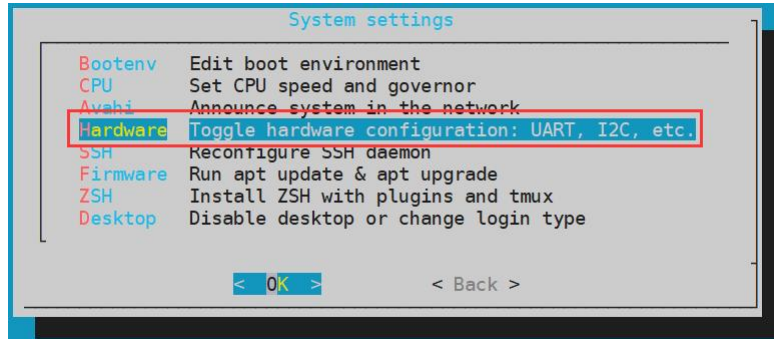 System settings
Bootenv Edit boot environment
CPU Set CPU speed and governor
Avahi Announce system in the network
Hardware Toggle hardware configuration: UART, I2C, etc.
SSH Reconfigure SSH daemon
Firmware Run apt update & apt upgrade
ZSH Install ZSH with plugins and tmux
Desktop Disable desktop or change login type
< OK > < Back >